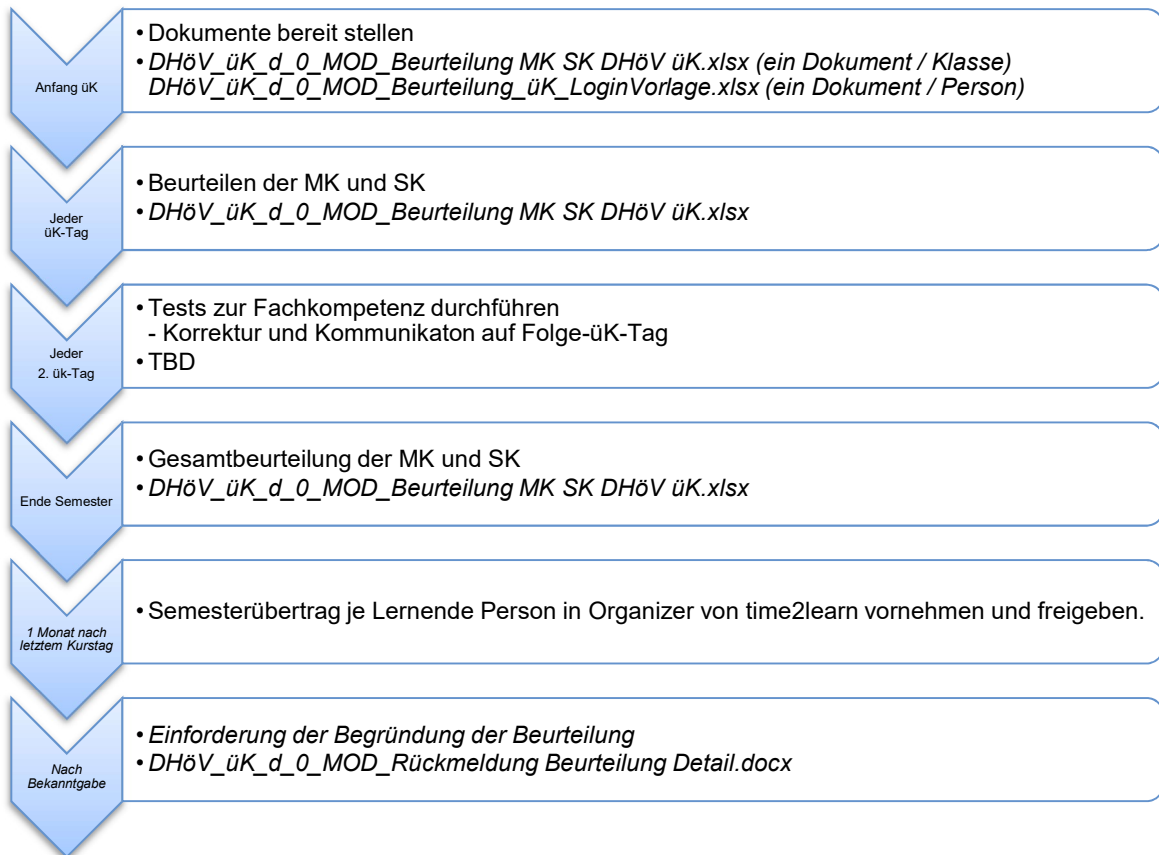 Anfang üK
• Dokumente bereit stellen
• DHöV_üK_d_0_MOD_Beurteilung MK SK DHöV üK.xlsx (ein Dokument / Klasse)
DHöV_üK_d_0_MOD_Beurteilung_üK_LoginVorlage.xlsx (ein Dokument / Person)
Jeder
üK-Tag
• Beurteilen der MK und SK
• DHöV_üK_d_0_MOD_Beurteilung MK SK DHöV üK.xlsx
Jeder
2. ük-Tag
• Tests zur Fachkompetenz durchführen
- Korrektur und Kommunikaton auf Folge-üK-Tag
• TBD
Ende Semester
• Gesamtbeurteilung der MK und SK
• DHöV_üK_d_0_MOD_Beurteilung MK SK DHöV üK.xlsx
1 Monat nach
letztem Kurstag
• Semesterübertrag je Lernende Person in Organizer von time2learn vornehmen und freigeben.
Nach
Bekanntgabe
• Einforderung der Begründung der Beurteilung
• DHöV_üK_d_0_MOD_Rückmeldung Beurteilung Detail.docx